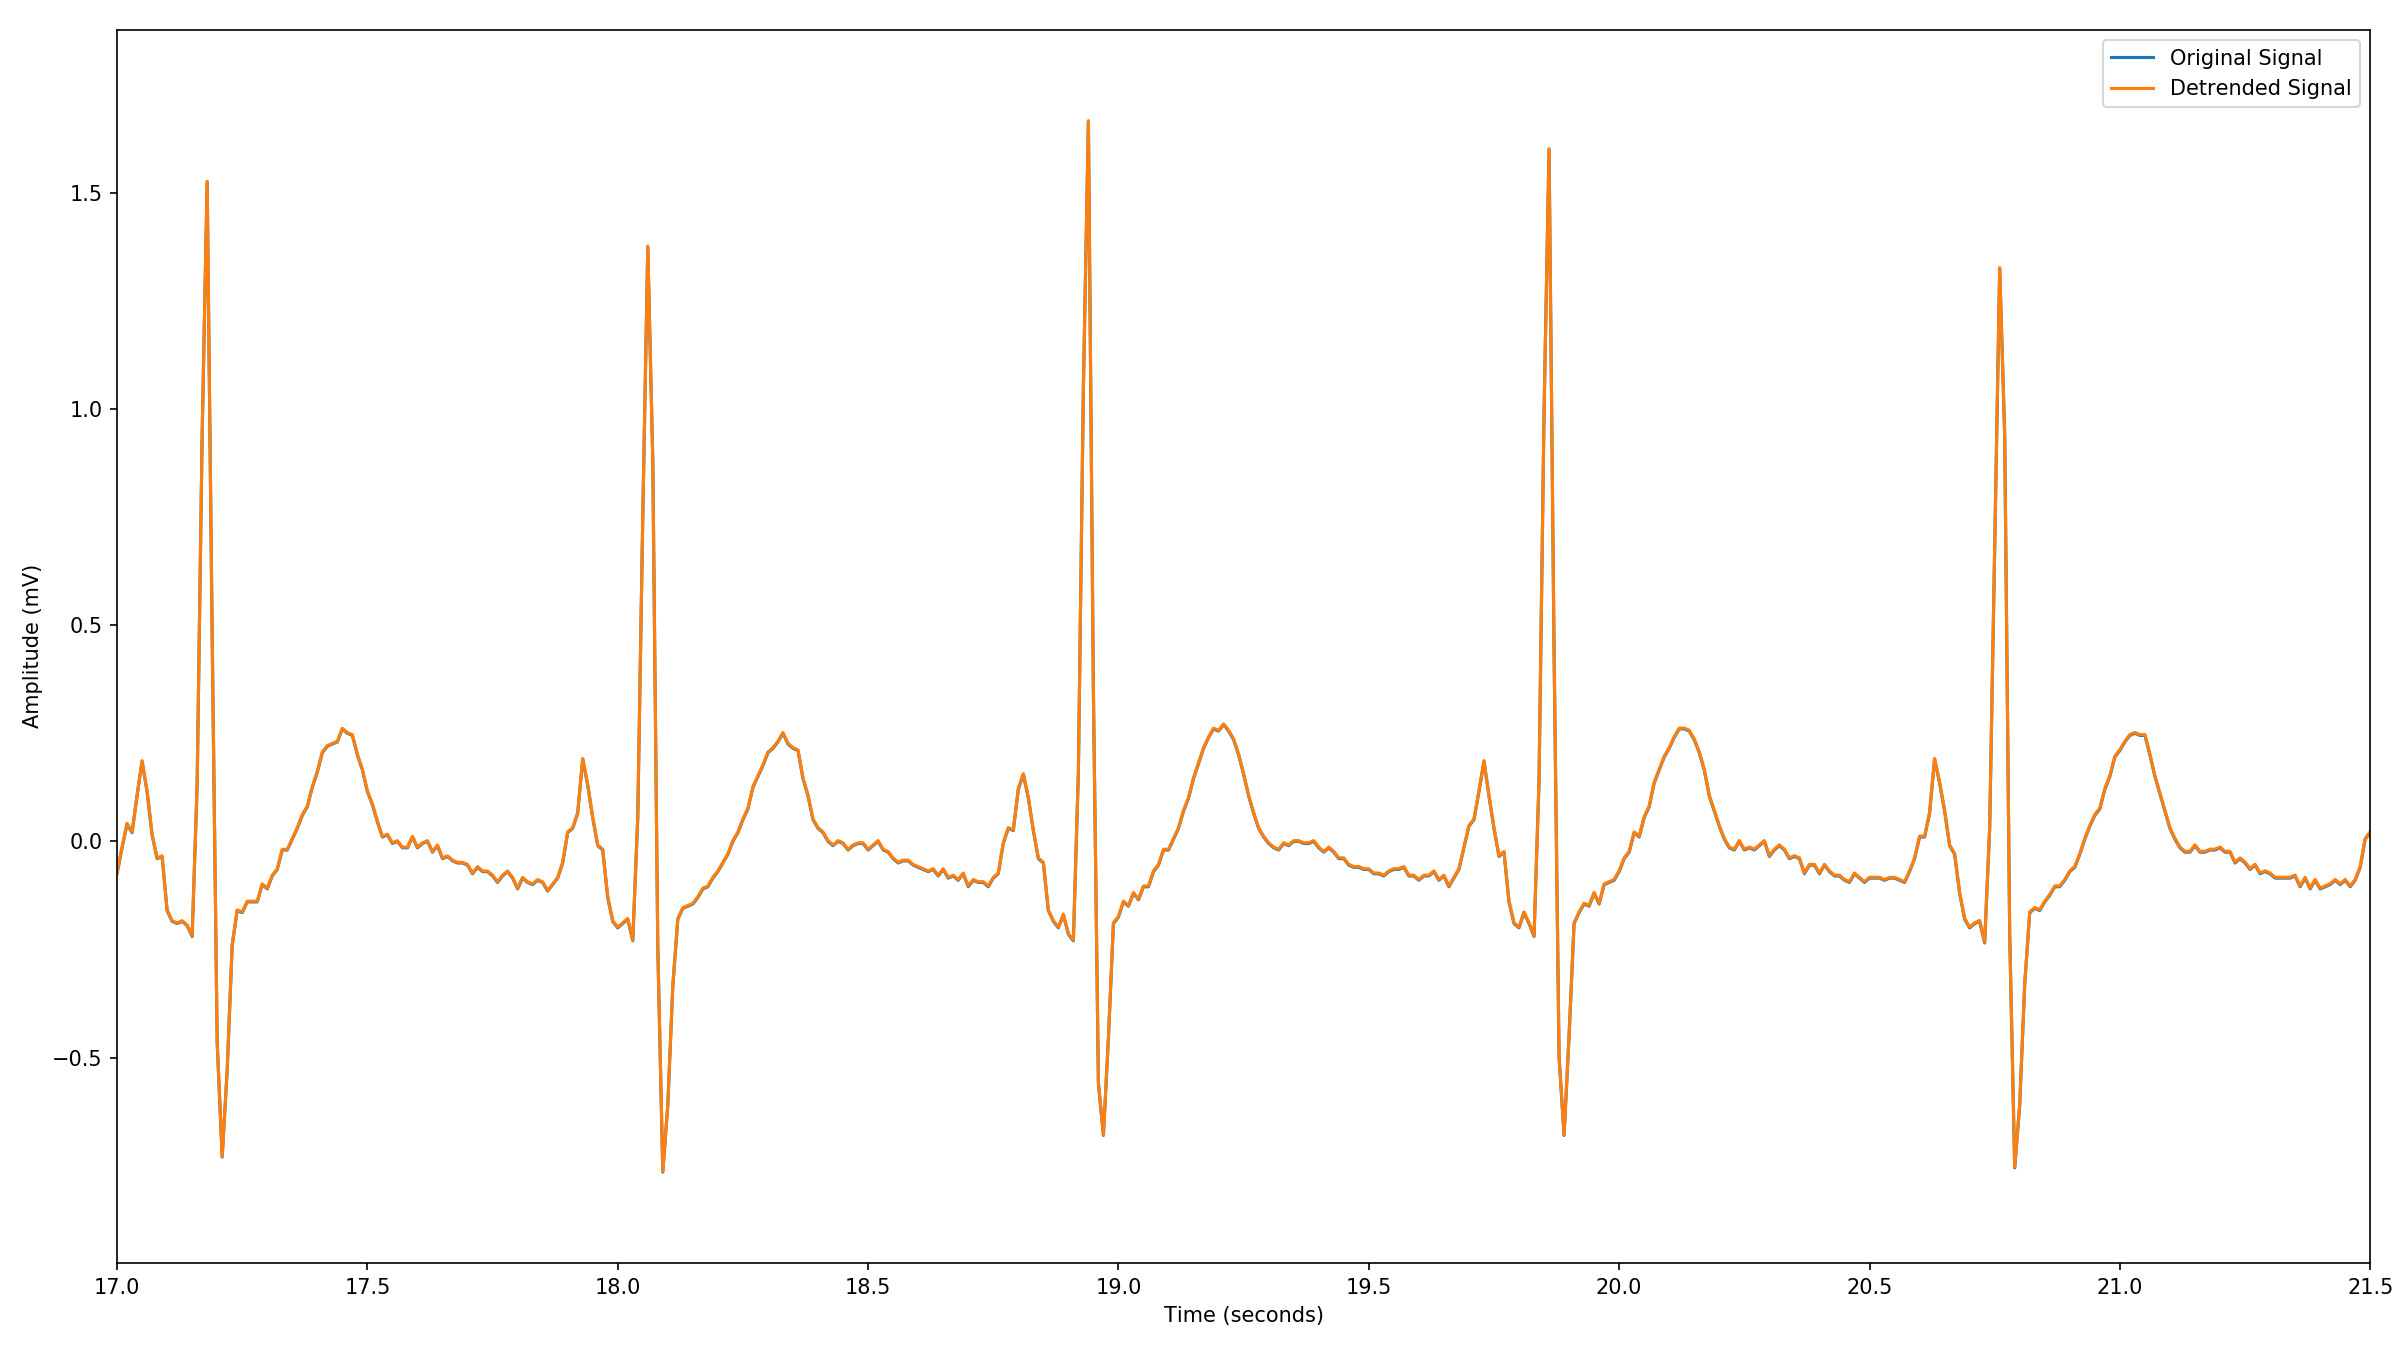 Original Signal
Detrended Signal
1.5
1.0
0.5
0.0
−0.5
Amplitude (mV)
17.0 17.5 18.0 18.5 19.0 19.5 20.0 20.5 21.0 21.5
Time (seconds)